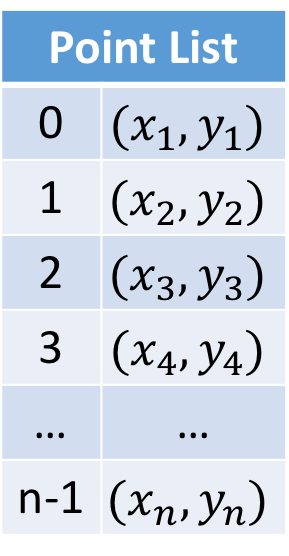 Point List
0 (x₁, y₁)
1 (x₂, y₂)
2 (x₃, y₃)
3 (x₄, y₄)
... ...
n-1 (xₙ, yₙ)